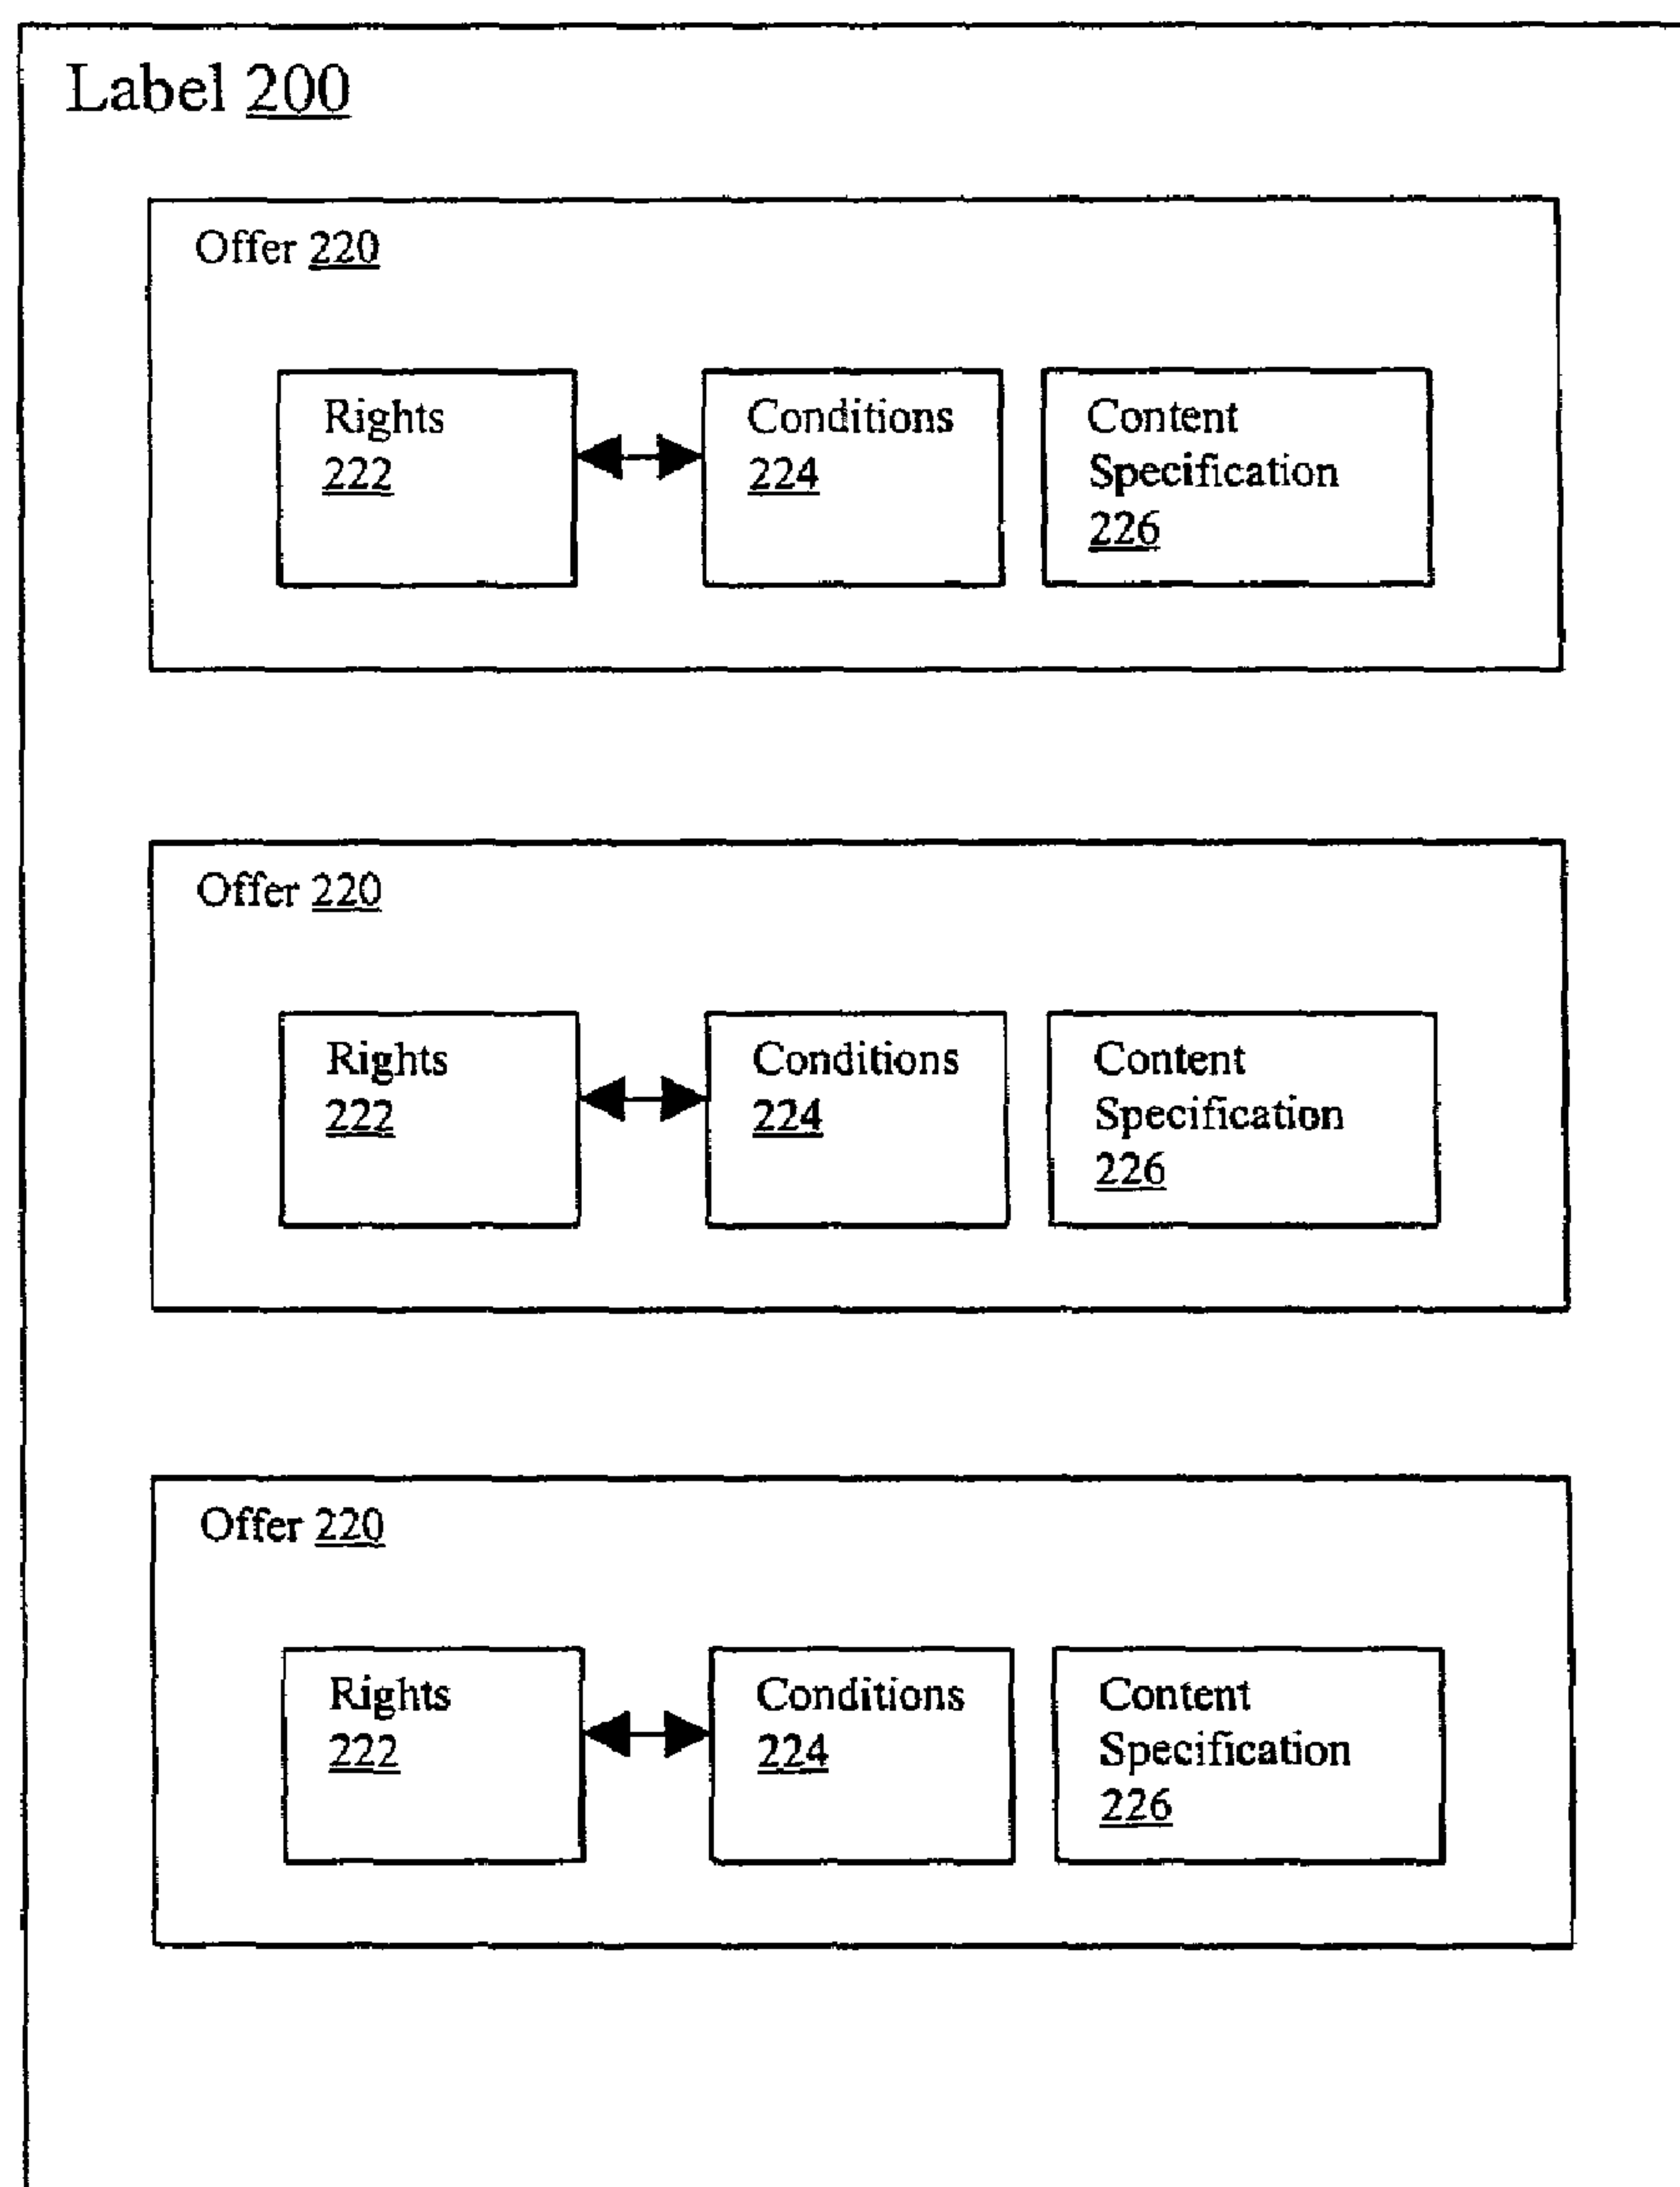 Label 200
Offer 220
Rights
222
Conditions
224
Content
Specification
226
Offer 220
Rights
222
Conditions
224
Content
Specification
226
Offer 220
Rights
222
Conditions
224
Content
Specification
226